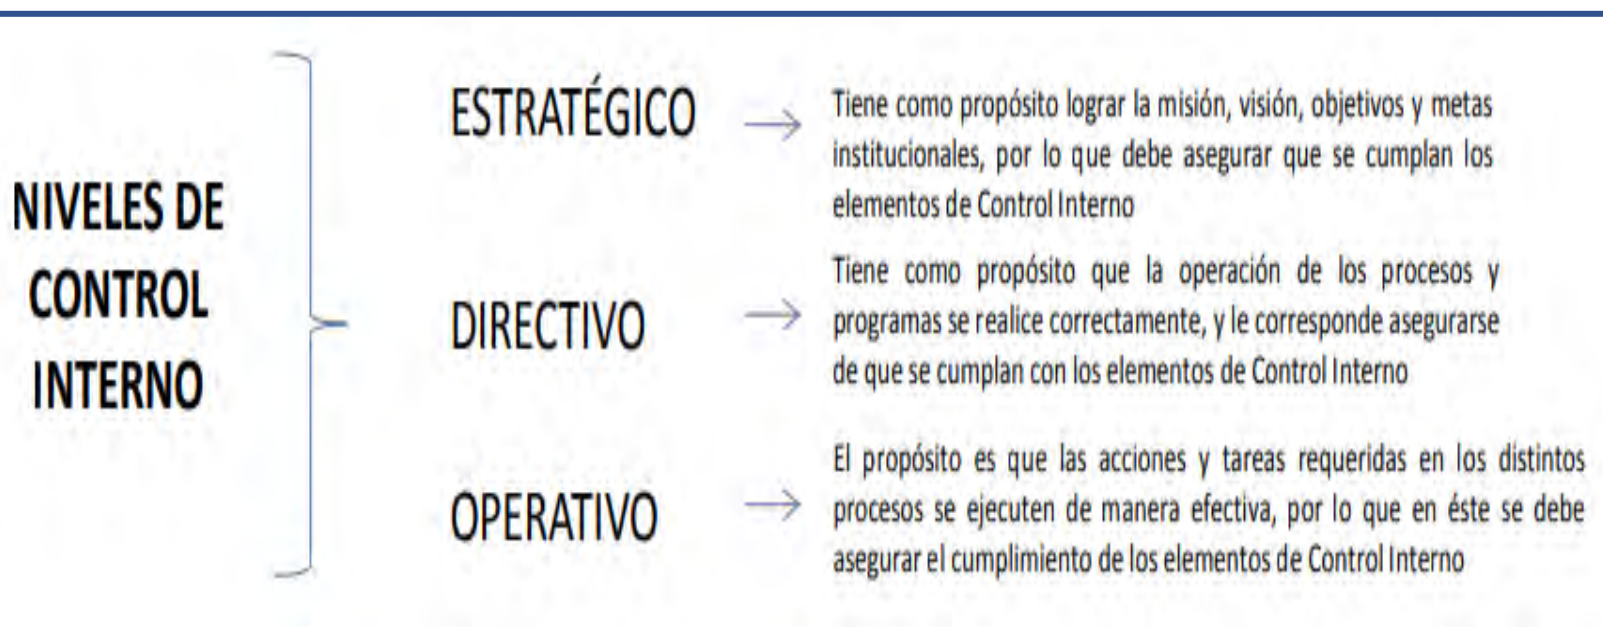 NIVELES DE
CONTROL
INTERNO
ESTRATÉGICO
Tiene como propósito lograr la misión, visión, objetivos y metas
institucionales, por lo que debe asegurar que se cumplan los
elementos de Control Interno
DIRECTIVO
Tiene como propósito que la operación de los procesos y
programas se realice correctamente, y le corresponde asegurarse
de que se cumplan con los elementos de Control Interno
OPERATIVO
El propósito es que las acciones y tareas requeridas en los distintos
procesos se ejecuten de manera efectiva, por lo que en éste se debe
asegurar el cumplimiento de los elementos de Control Interno